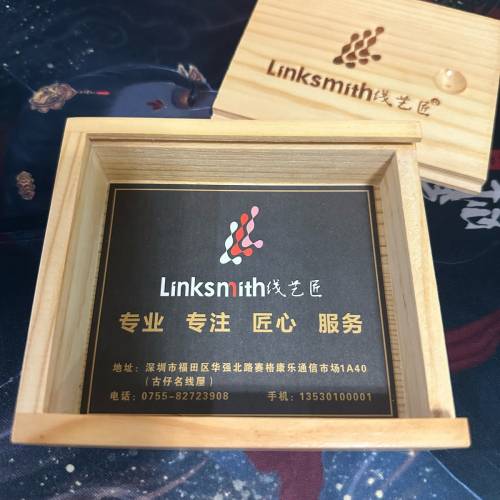 Linksmith线艺匠®
Linksmith线艺匠
专业 专注 匠心 服务
地址：深圳市福田区华强北路赛格康乐通信市场1A40
（古仔名线屋）
电话：0755-82723908 手机：13530100001